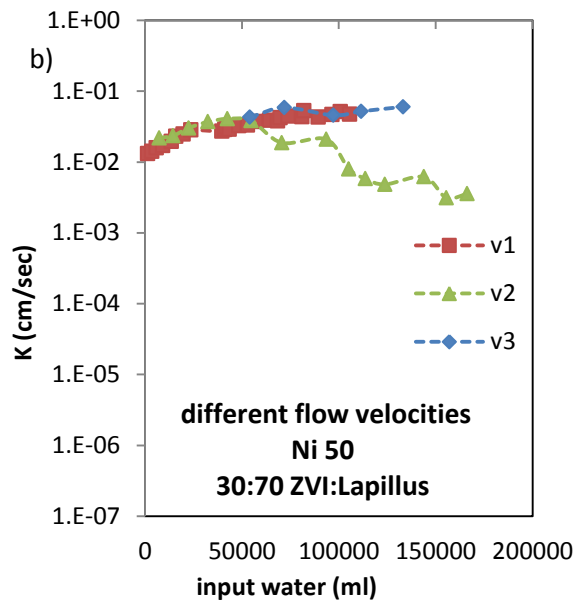 b)
1.E+00
1.E-01
1.E-02
1.E-03
1.E-04
1.E-05
1.E-06
1.E-07
K (cm/sec)
v1
v2
v3
different flow velocities
Ni 50
30:70 ZVI:Lapillus
0 50000 100000 150000 200000
input water (ml)